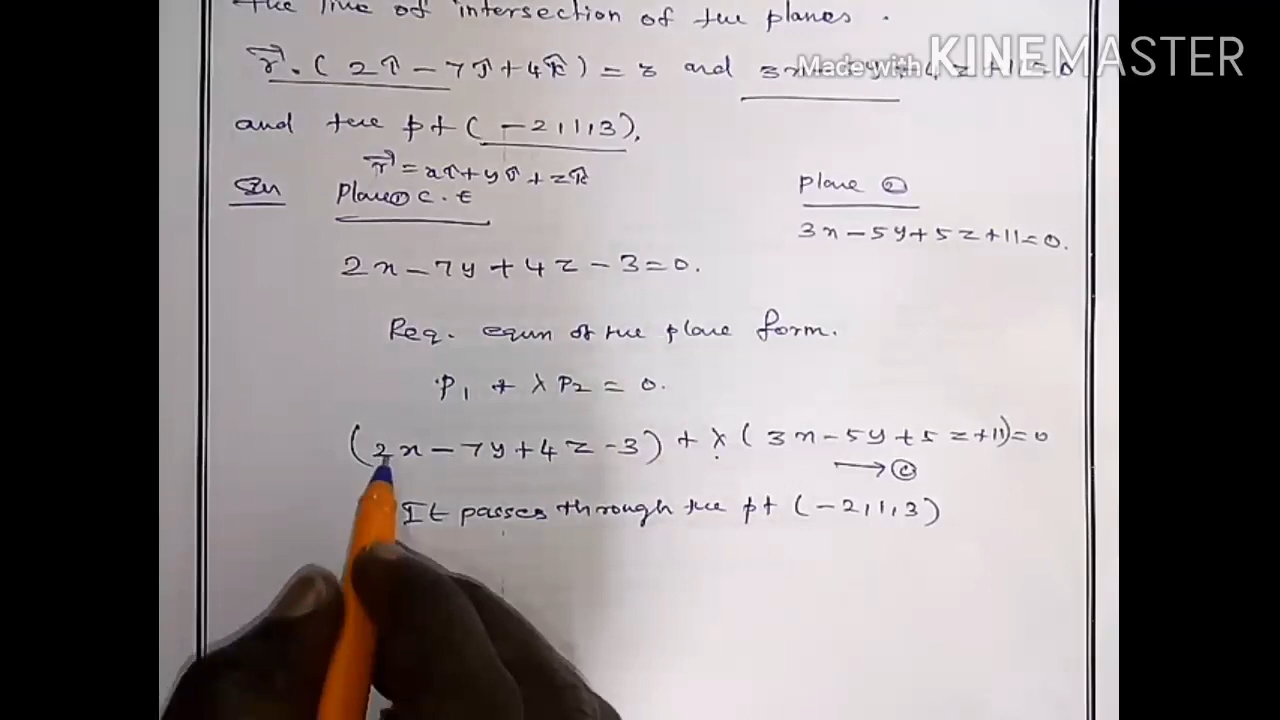 the line of intersection of the planes.
Made with KINEMASTER
r⃗.(2î − 7ĵ + 4k̂) = 3 and
and the pt (−2,1,3).
r⃗ = xî + yĵ + zk̂
Soln Plane① C.E
2x − 7y + 4z − 3 = 0.
Plane ②
3x − 5y + 5z + 11 = 0.
Req. equn of the plane form.
P₁ + λP₂ = 0.
(2x − 7y + 4z − 3) + λ(3x − 5y + 5z + 11) = 0
→ ①
It passes through the pt (−2,1,3)